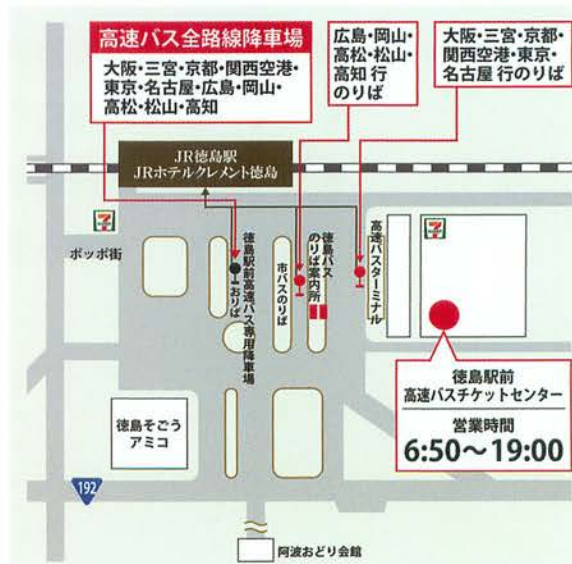 高速バス全路線降車場
大阪・三宮・京都・関西空港・
東京・名古屋・広島・岡山・
高松・松山・高知
広島・岡山・
高松・松山・
高知 行
のりば
大阪・三宮・京都・
関西空港・東京・
名古屋 行のりば
JR徳島駅
JRホテルクレメント徳島
ポッポ街
徳島駅前高速バス専用降車場
おりば
市バスのりば
徳島バス
のりば案内所
高速バスターミナル
徳島駅前
高速バスチケットセンター
営業時間
6:50〜19:00
徳島そごう
アミコ
192
阿波おどり会館